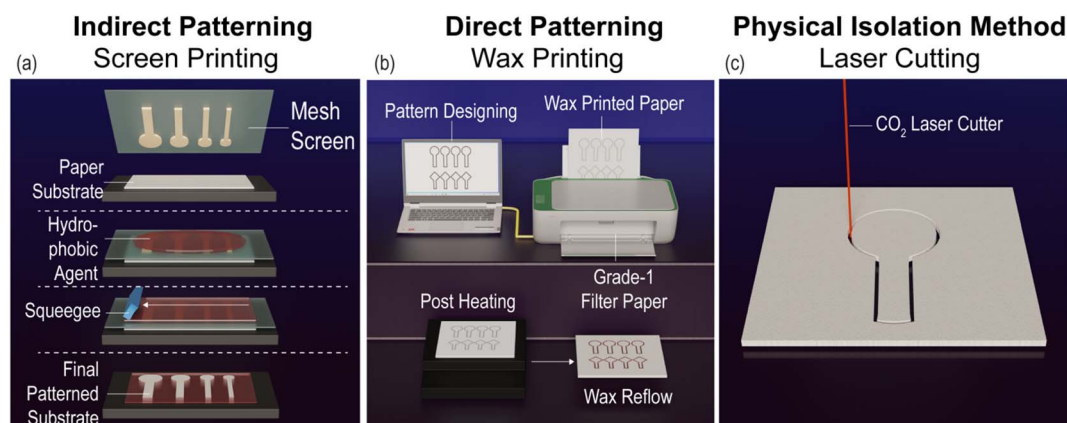 Indirect Patterning
Screen Printing
(a)
Mesh
Screen
Paper
Substrate
Hydro-
phobic
Agent
Squeegee
Final
Patterned
Substrate
Direct Patterning
Wax Printing
(b)
Pattern Designing
Wax Printed Paper
Grade-1
Filter Paper
Post Heating
Wax Reflow
Physical Isolation Method
Laser Cutting
(c)
CO₂ Laser Cutter